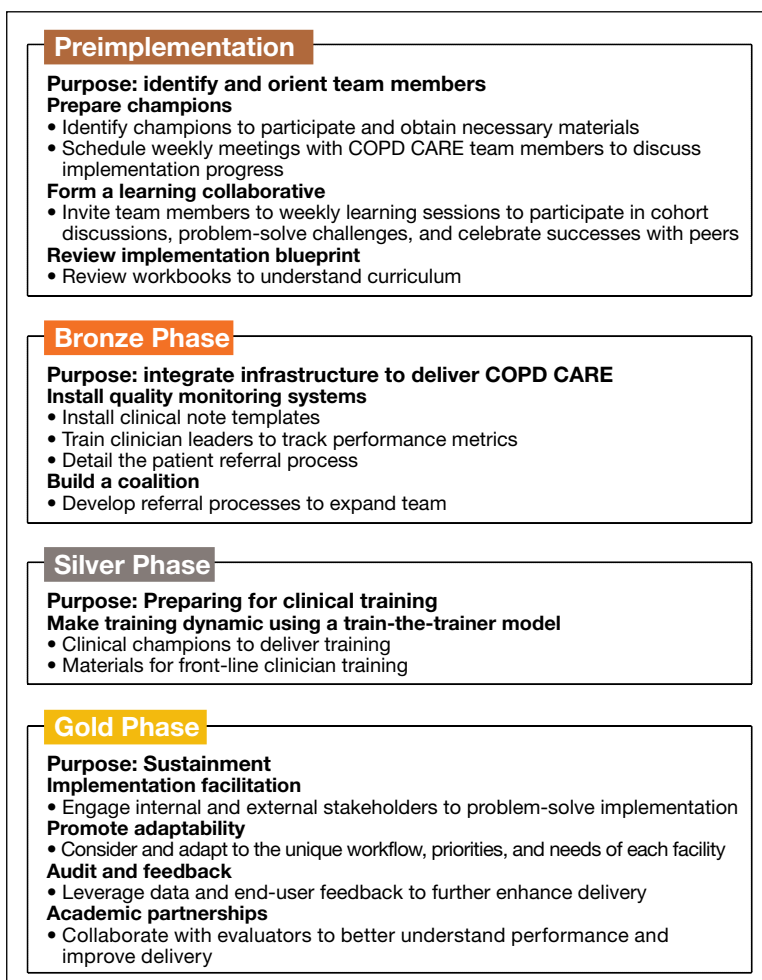 Preimplementation
Purpose: identify and orient team members
Prepare champions
• Identify champions to participate and obtain necessary materials
• Schedule weekly meetings with COPD CARE team members to discuss
implementation progress
Form a learning collaborative
• Invite team members to weekly learning sessions to participate in cohort
discussions, problem-solve challenges, and celebrate successes with peers
Review implementation blueprint
• Review workbooks to understand curriculum
Bronze Phase
Purpose: integrate infrastructure to deliver COPD CARE
Install quality monitoring systems
• Install clinical note templates
• Train clinician leaders to track performance metrics
• Detail the patient referral process
Build a coalition
• Develop referral processes to expand team
Silver Phase
Purpose: Preparing for clinical training
Make training dynamic using a train-the-trainer model
• Clinical champions to deliver training
• Materials for front-line clinician training
Gold Phase
Purpose: Sustainment
Implementation facilitation
• Engage internal and external stakeholders to problem-solve implementation
Promote adaptability
• Consider and adapt to the unique workflow, priorities, and needs of each facility
Audit and feedback
• Leverage data and end-user feedback to further enhance delivery
Academic partnerships
• Collaborate with evaluators to better understand performance and
improve delivery